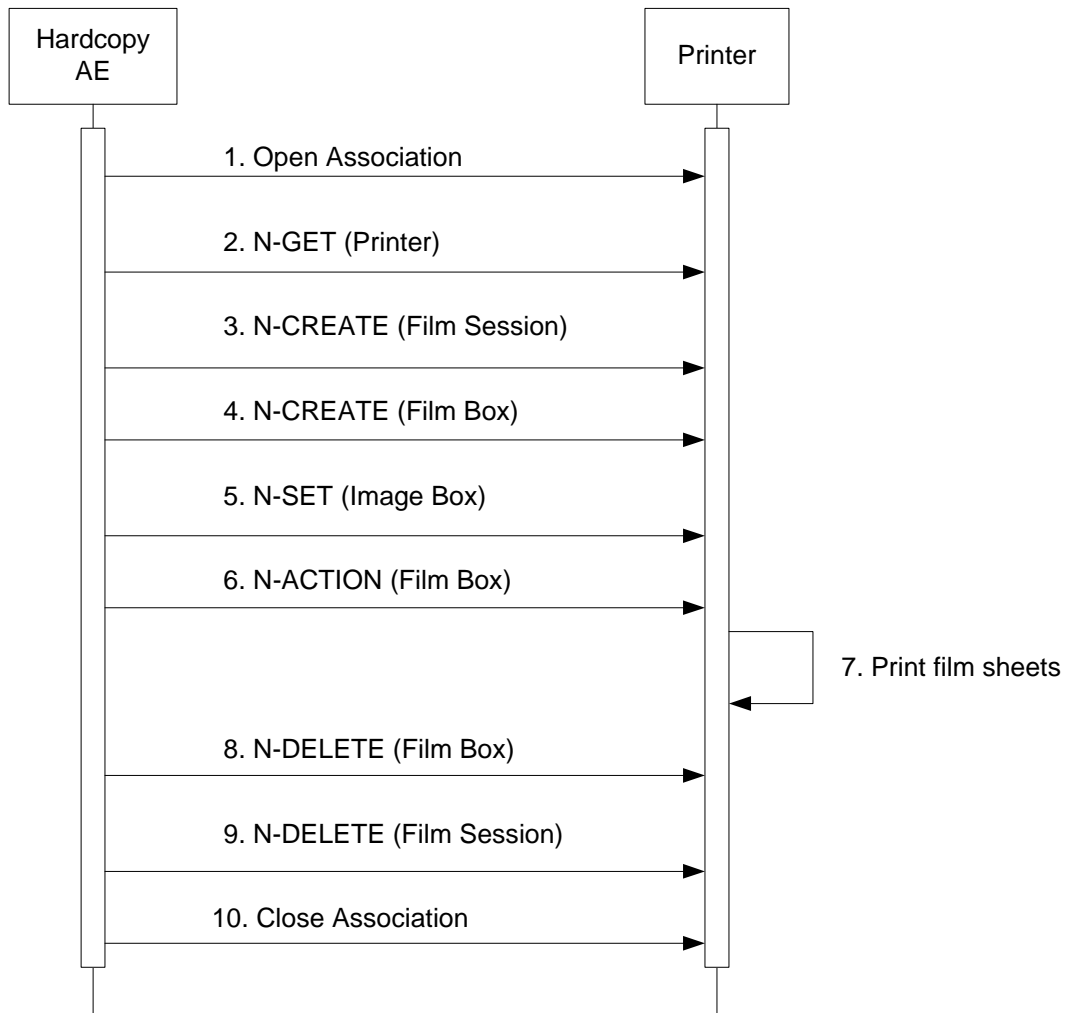 Hardcopy
AE
Printer
1. Open Association
2. N-GET (Printer)
3. N-CREATE (Film Session)
4. N-CREATE (Film Box)
5. N-SET (Image Box)
6. N-ACTION (Film Box)
7. Print film sheets
8. N-DELETE (Film Box)
9. N-DELETE (Film Session)
10. Close Association